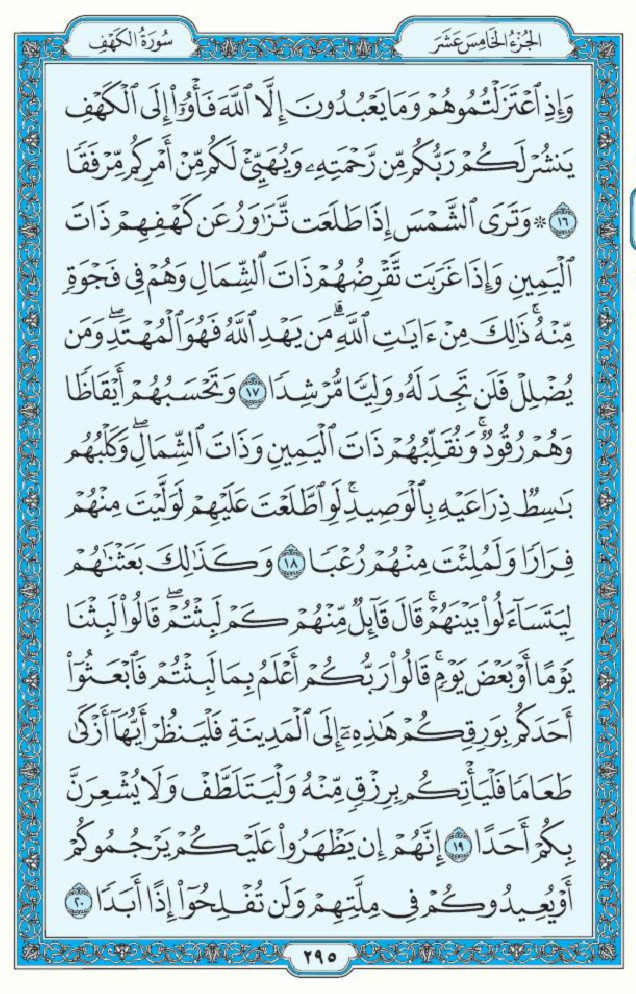 الجُزْءُ الخَامِسَ عَشَرَ
سُورَةُ الكَهْفِ
وَإِذِ ٱعۡتَزَلۡتُمُوهُمۡ وَمَا يَعۡبُدُونَ إِلَّا ٱللَّهَ فَأۡوُۥٓاْ إِلَى ٱلۡكَهۡفِ
يَنشُرۡ لَكُمۡ رَبُّكُم مِّن رَّحۡمَتِهِۦ وَيُهَيِّئۡ لَكُم مِّنۡ أَمۡرِكُم مِّرۡفَقٗا
١٦ ۞ وَتَرَى ٱلشَّمۡسَ إِذَا طَلَعَت تَّزَٰوَرُ عَن كَهۡفِهِمۡ ذَاتَ
ٱلۡيَمِينِ وَإِذَا غَرَبَت تَّقۡرِضُهُمۡ ذَاتَ ٱلشِّمَالِ وَهُمۡ فِي فَجۡوَةٖ
مِّنۡهُۚ ذَٰلِكَ مِنۡ ءَايَٰتِ ٱللَّهِۗ مَن يَهۡدِ ٱللَّهُ فَهُوَ ٱلۡمُهۡتَدِۖ وَمَن
يُضۡلِلۡ فَلَن تَجِدَ لَهُۥ وَلِيّٗا مُّرۡشِدٗا ١٧ وَتَحۡسَبُهُمۡ أَيۡقَاظٗا
وَهُمۡ رُقُودٞۚ وَنُقَلِّبُهُمۡ ذَاتَ ٱلۡيَمِينِ وَذَاتَ ٱلشِّمَالِۖ وَكَلۡبُهُم
بَٰسِطٞ ذِرَاعَيۡهِ بِٱلۡوَصِيدِۚ لَوِ ٱطَّلَعۡتَ عَلَيۡهِمۡ لَوَلَّيۡتَ مِنۡهُمۡ
فِرَارٗا وَلَمُلِئۡتَ مِنۡهُمۡ رُعۡبٗا ١٨ وَكَذَٰلِكَ بَعَثۡنَٰهُمۡ
لِيَتَسَآءَلُواْ بَيۡنَهُمۡۚ قَالَ قَآئِلٞ مِّنۡهُمۡ كَمۡ لَبِثۡتُمۡۖ قَالُواْ لَبِثۡنَا
يَوۡمًا أَوۡ بَعۡضَ يَوۡمٖۚ قَالُواْ رَبُّكُمۡ أَعۡلَمُ بِمَا لَبِثۡتُمۡ فَٱبۡعَثُوٓاْ
أَحَدَكُم بِوَرِقِكُمۡ هَٰذِهِۦٓ إِلَى ٱلۡمَدِينَةِ فَلۡيَنظُرۡ أَيُّهَآ أَزۡكَىٰ
طَعَامٗا فَلۡيَأۡتِكُم بِرِزۡقٖ مِّنۡهُ وَلۡيَتَلَطَّفۡ وَلَا يُشۡعِرَنَّ
بِكُمۡ أَحَدًا ١٩ إِنَّهُمۡ إِن يَظۡهَرُواْ عَلَيۡكُمۡ يَرۡجُمُوكُمۡ
أَوۡ يُعِيدُوكُمۡ فِي مِلَّتِهِمۡ وَلَن تُفۡلِحُوٓاْ إِذًا أَبَدٗا ٢٠
٢٩٥